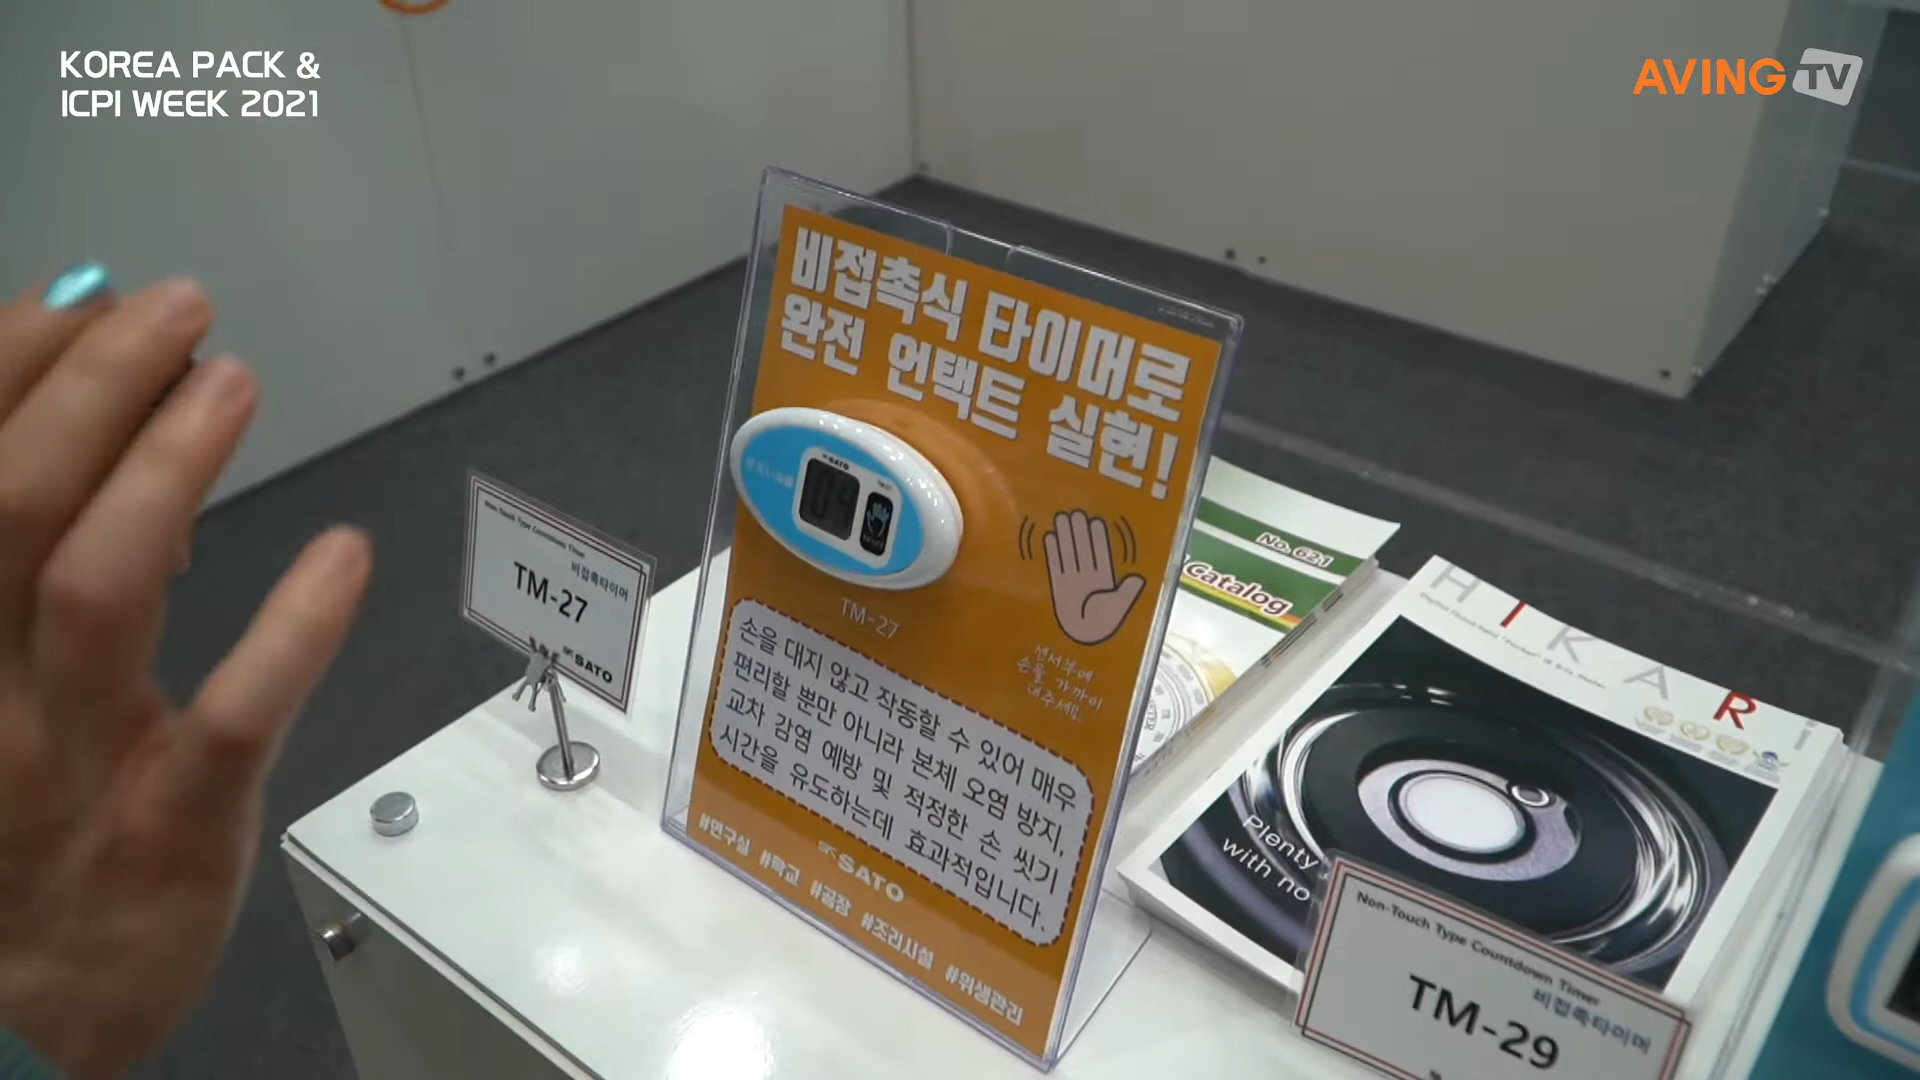 KOREA PACK &
ICPI WEEK 2021
AVING TV
비접촉식 타이머로
완전 언택트 실현!
SATO
04
TM-27
센서부에
손을 가까이
대주세요
손을 대지 않고 작동할 수 있어 매우
편리할 뿐만 아니라 본체 오염 방지,
교차 감염 예방 및 적정한 손 씻기
시간을 유도하는데 효과적입니다.
SATO
#연구실 #학교 #공장 #조리시설 #위생관리
Non-Touch Type Countdown Timer
비접촉타이머
TM-27
SATO
No. 621
Catalog
HIKARi
Plenty
with no
Non-Touch Type Countdown Timer
비접촉타이머
TM-29